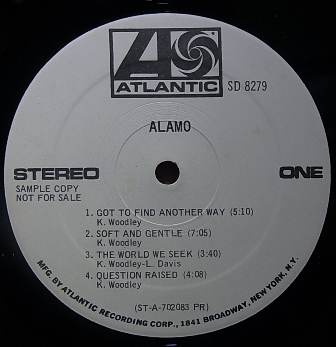 ATLANTIC
SD 8279
ALAMO
STEREO
ONE
SAMPLE COPY
NOT FOR SALE
1. GOT TO FIND ANOTHER WAY (5:10)
K. Woodley
2. SOFT AND GENTLE (7:05)
K. Woodley
3. THE WORLD WE SEEK (3:40)
K. Woodley-L. Davis
4. QUESTION RAISED (4:08)
K. Woodley
(ST-A-702083 PR)
MFG. BY ATLANTIC RECORDING CORP., 1841 BROADWAY, NEW YORK, N.Y.